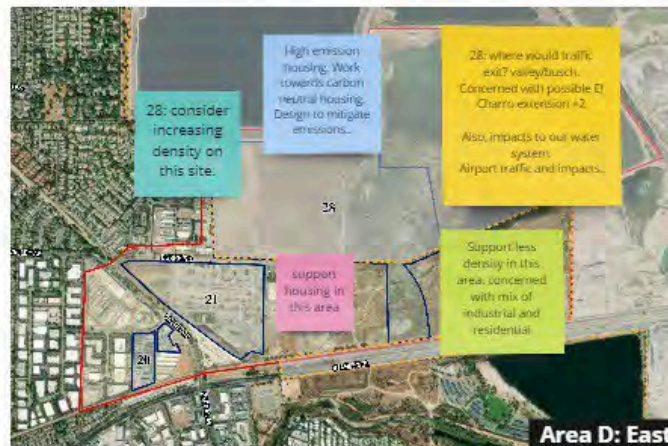 High emission
housing. Work
towards carbon
neutral housing.
Design to mitigate
emissions..
28: where would traffic
exit? valley/busch.
Concerned with possible El
Charro extension +2
Also, impacts to our water
system
Airport traffic and impacts..
28: consider
increasing
density on
this site.
support
housing in
this area
Support less
density in this
area. concerned
with mix of
industrial and
residential
21
Area D: East